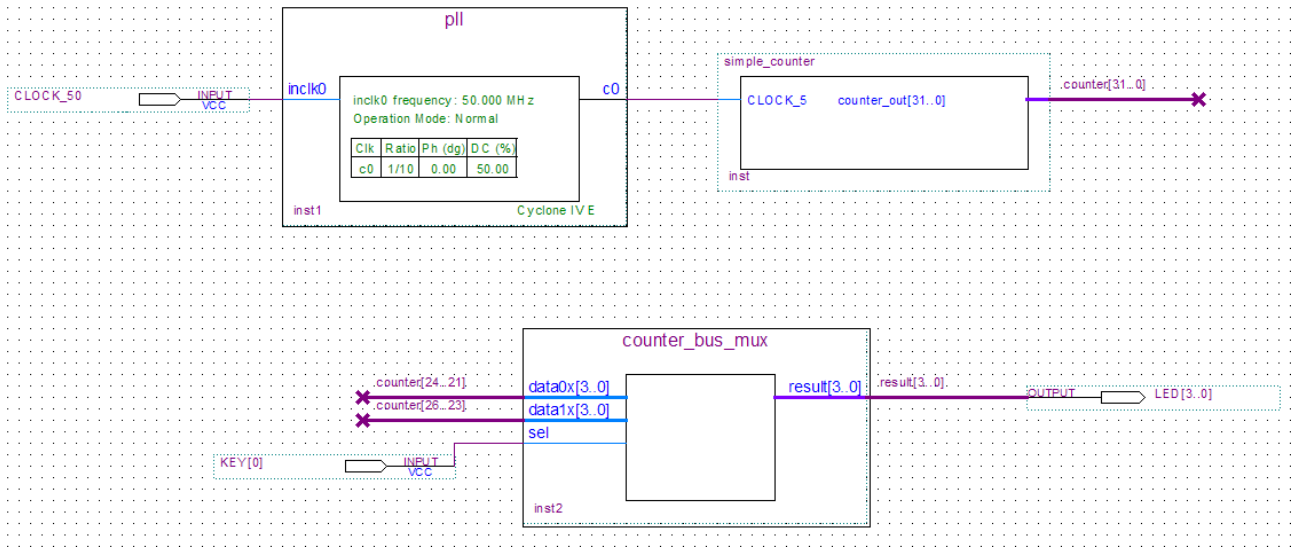 pll
CLOCK_50 INPUT VCC
inclk0 c0
inclk0 frequency: 50.000 MHz
Operation Mode: Normal
Clk Ratio Ph (dg) DC (%)
c0 1/10 0.00 50.00
inst1 Cyclone IV E
simple_counter
CLOCK_5 counter_out[31..0]
counter[31..0]
inst
counter_bus_mux
counter[24..21] data0x[3..0] result[3..0] result[3..0]
counter[26..23] data1x[3..0]
OUTPUT LED[3..0]
sel
KEY[0] INPUT VCC
inst2